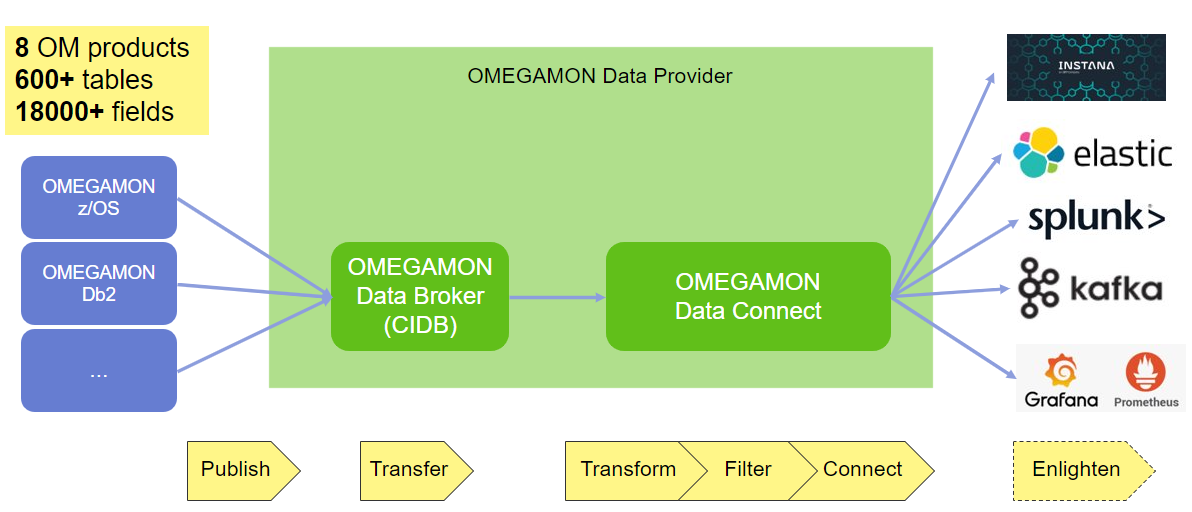 8 OM products
600+ tables
18000+ fields
OMEGAMON
z/OS
OMEGAMON
Db2
...
OMEGAMON Data Provider
OMEGAMON
Data Broker
(CIDB)
OMEGAMON
Data Connect
INSTANA
elastic
splunk>
kafka
Grafana
Prometheus
Publish
Transfer
Transform
Filter
Connect
Enlighten